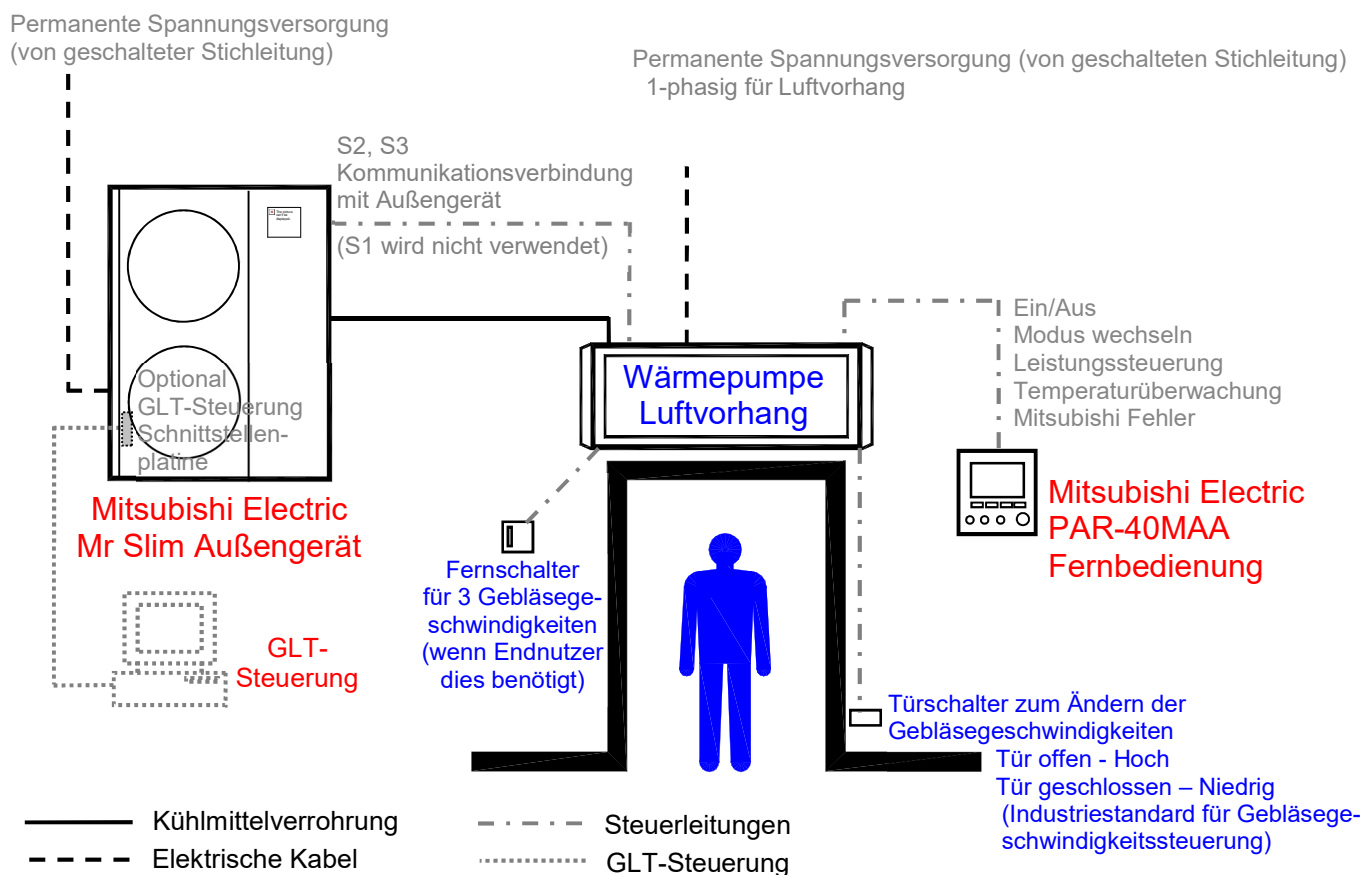 Permanente Spannungsversorgung
(von geschalteter Stichleitung)
Permanente Spannungsversorgung (von geschalteten Stichleitung)
1-phasig für Luftvorhang
S2, S3
Kommunikationsverbindung
mit Außengerät
(S1 wird nicht verwendet)
Ein/Aus
Modus wechseln
Leistungssteuerung
Temperaturüberwachung
Mitsubishi Fehler
Wärmepumpe
Luftvorhang
Optional
GLT-Steuerung
Schnittstellen-
platine
Mitsubishi Electric
Mr Slim Außengerät
Mitsubishi Electric
PAR-40MAA
Fernbedienung
Fernschalter
für 3 Gebläsege-
schwindigkeiten
(wenn Endnutzer
dies benötigt)
GLT-
Steuerung
Türschalter zum Ändern der
Gebläsegeschwindigkeiten
Tür offen - Hoch
Tür geschlossen – Niedrig
(Industriestandard für Gebläsege-
schwindigkeitssteuerung)
Kühlmittelverrohrung
Elektrische Kabel
Steuerleitungen
GLT-Steuerung